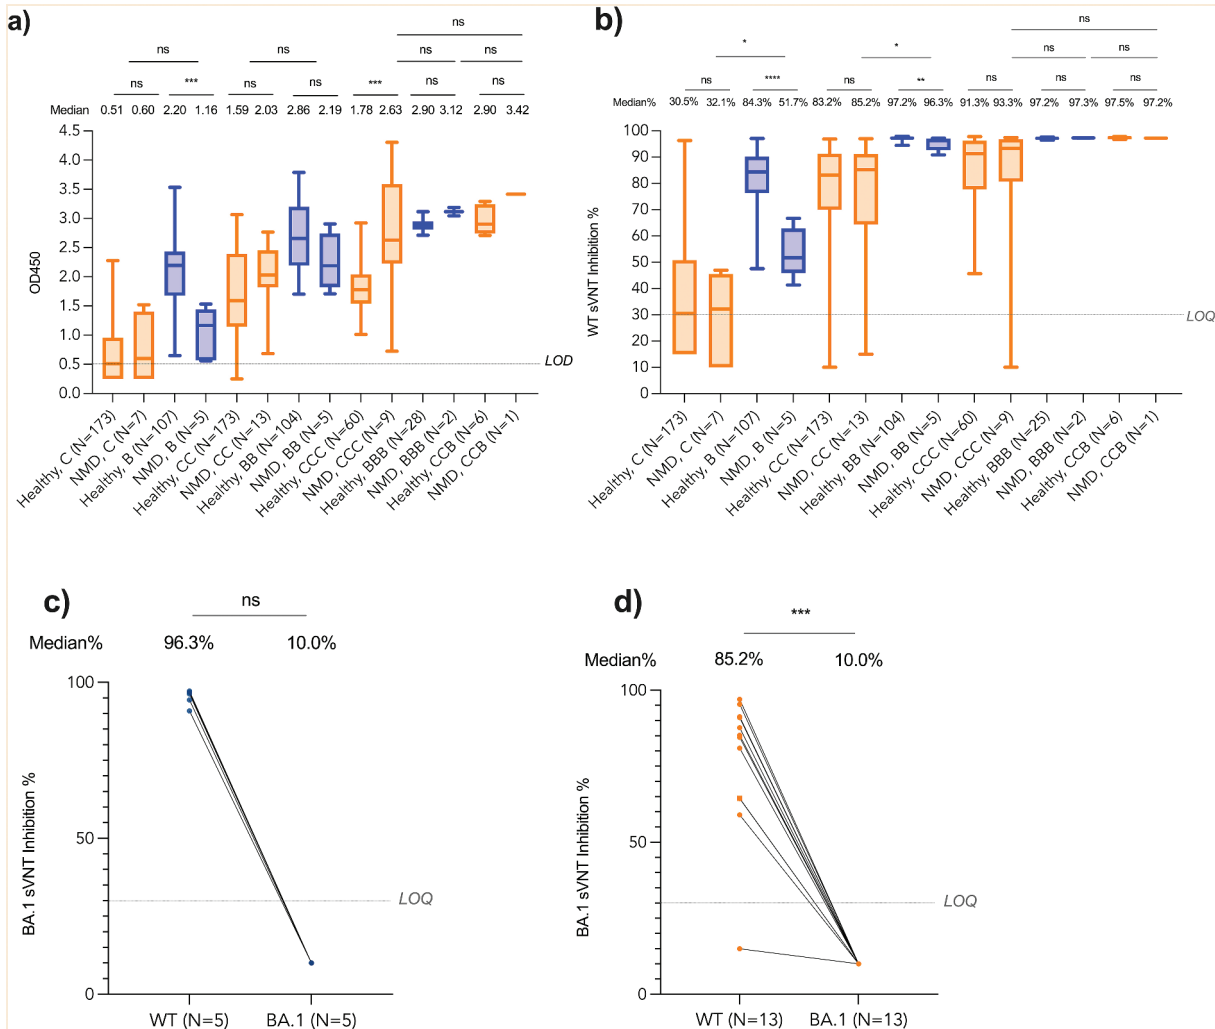 a)
ns
ns
ns
ns
ns
ns
ns
***
ns
ns
***
ns
ns
Median 0.51 0.60 2.20 1.16 1.59 2.03 2.86 2.19 1.78 2.63 2.90 3.12 2.90 3.42
4.5
4.0
3.5
3.0
2.5
2.0
1.5
1.0
0.5
0.0
OD450
LOD
Healthy, C (N=173)
NMD, C (N=7)
Healthy, B (N=107)
NMD, B (N=5)
Healthy, CC (N=173)
NMD, CC (N=13)
Healthy, BB (N=104)
NMD, BB (N=5)
Healthy, CCC (N=60)
NMD, CCC (N=9)
Healthy, BBB (N=28)
NMD, BBB (N=2)
Healthy, CCB (N=6)
NMD, CCB (N=1)
b)
ns
*
*
ns
ns
ns
****
ns
**
ns
ns
ns
Median% 30.5% 32.1% 84.3% 51.7% 83.2% 85.2% 97.2% 96.3% 91.3% 93.3% 97.2% 97.3% 97.5% 97.2%
100
90
80
70
60
50
40
30
20
10
0
WT sVNT Inhibition %
LOQ
Healthy, C (N=173)
NMD, C (N=7)
Healthy, B (N=107)
NMD, B (N=5)
Healthy, CC (N=173)
NMD, CC (N=13)
Healthy, BB (N=104)
NMD, BB (N=5)
Healthy, CCC (N=60)
NMD, CCC (N=9)
Healthy, BBB (N=25)
NMD, BBB (N=2)
Healthy, CCB (N=6)
NMD, CCB (N=1)
c)
ns
Median% 96.3% 10.0%
100
50
0
BA.1 sVNT Inhibition %
LOQ
WT (N=5) BA.1 (N=5)
d)
***
Median% 85.2% 10.0%
100
50
0
BA.1 sVNT Inhibition %
LOQ
WT (N=13) BA.1 (N=13)